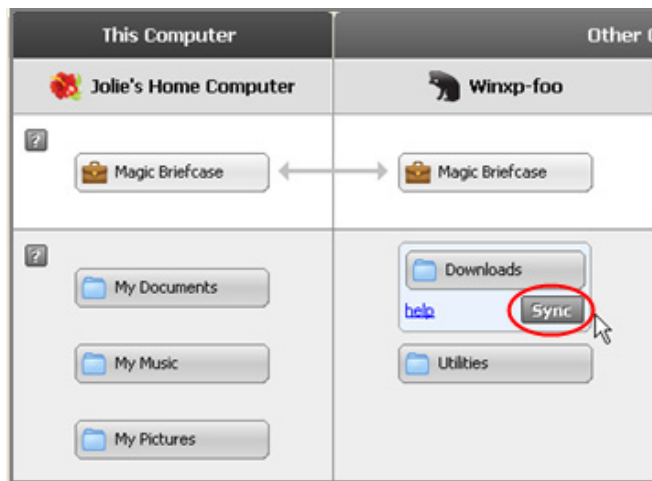 This Computer
Other
Jolie's Home Computer
Winxp-foo
?
Magic Briefcase
Magic Briefcase
?
My Documents
Downloads
help
Sync
My Music
Utilities
My Pictures